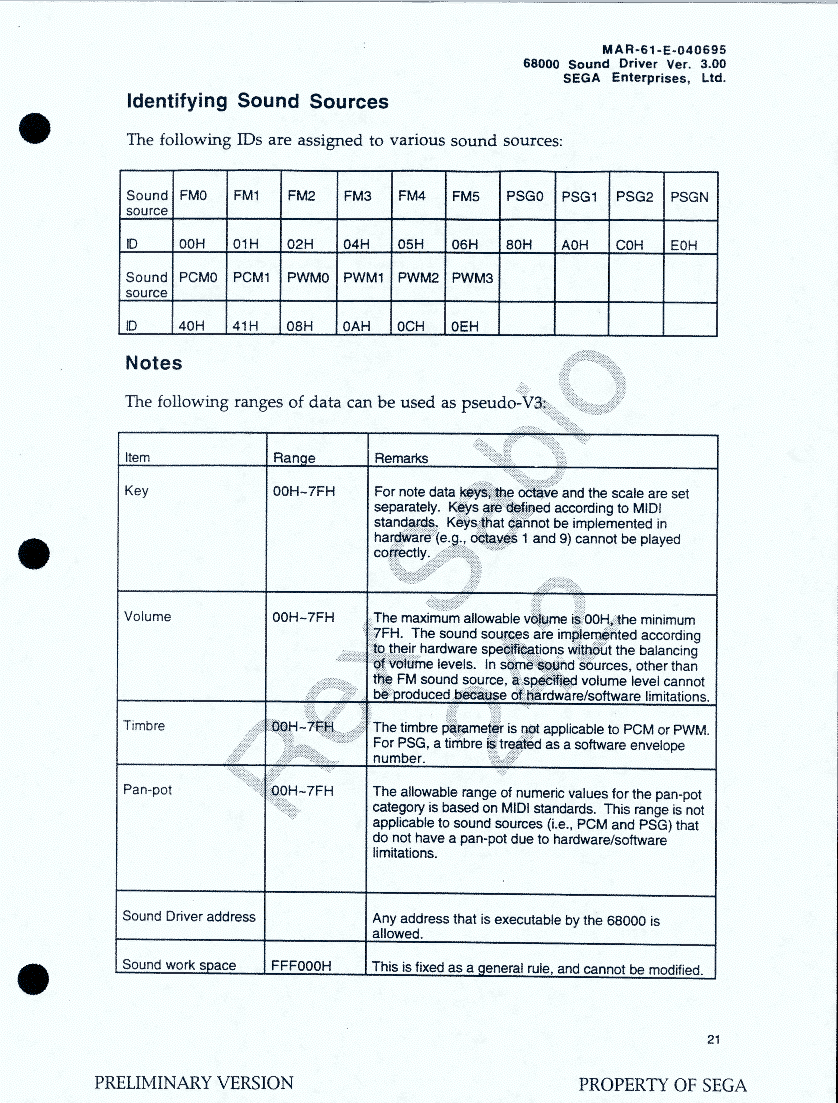 MAR-61-E-040695
68000 Sound Driver Ver. 3.00
SEGA Enterprises, Ltd.
Identifying Sound Sources
The following IDs are assigned to various sound sources:
Sound source FM0 FM1 FM2 FM3 FM4 FM5 PSG0 PSG1 PSG2 PSGN
ID 00H 01H 02H 04H 05H 06H 80H A0H C0H E0H
Sound source PCM0 PCM1 PWM0 PWM1 PWM2 PWM3
ID 40H 41H 08H 0AH 0CH 0EH
Notes
The following ranges of data can be used as pseudo-V3:
Item Range Remarks
Key 00H~7FH For note data keys, the octave and the scale are set
separately. Keys are defined according to MIDI
standards. Keys that cannot be implemented in
hardware (e.g., octaves 1 and 9) cannot be played
correctly.
Volume 00H~7FH The maximum allowable volume is 00H, the minimum
7FH. The sound sources are implemented according
to their hardware specifications without the balancing
of volume levels. In some sound sources, other than
the FM sound source, a specified volume level cannot
be produced because of hardware/software limitations.
Timbre 00H~7FH The timbre parameter is not applicable to PCM or PWM.
For PSG, a timbre is treated as a software envelope
number.
Pan-pot 00H~7FH The allowable range of numeric values for the pan-pot
category is based on MIDI standards. This range is not
applicable to sound sources (i.e., PCM and PSG) that
do not have a pan-pot due to hardware/software
limitations.
Sound Driver address Any address that is executable by the 68000 is
allowed.
Sound work space FFF000H This is fixed as a general rule, and cannot be modified.
21
PRELIMINARY VERSION
PROPERTY OF SEGA